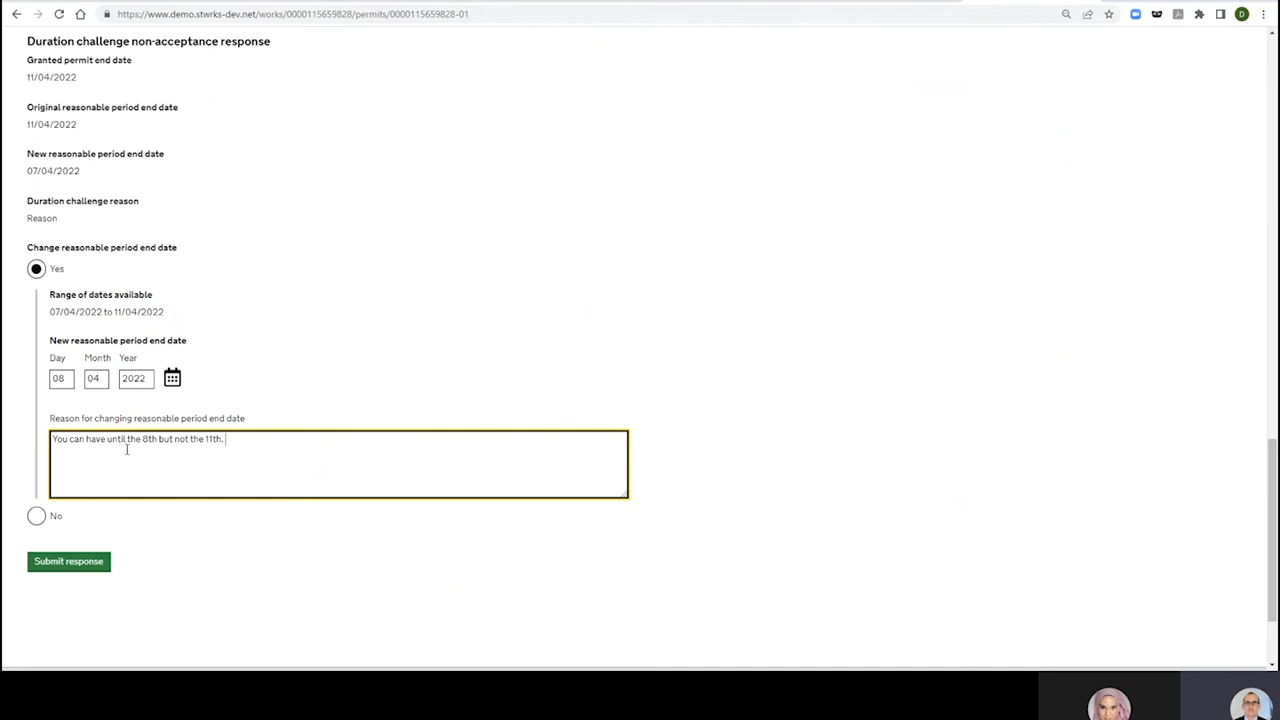 https://www.demo.stwrks-dev.net/works/0000115659828/permits/0000115659828-01
D
Duration challenge non-acceptance response
Granted permit end date
11/04/2022
Original reasonable period end date
11/04/2022
New reasonable period end date
07/04/2022
Duration challenge reason
Reason
Change reasonable period end date
Yes
Range of dates available
07/04/2022 to 11/04/2022
New reasonable period end date
Day Month Year
08 04 2022
Reason for changing reasonable period end date
You can have until the 8th but not the 11th.
No
Submit response